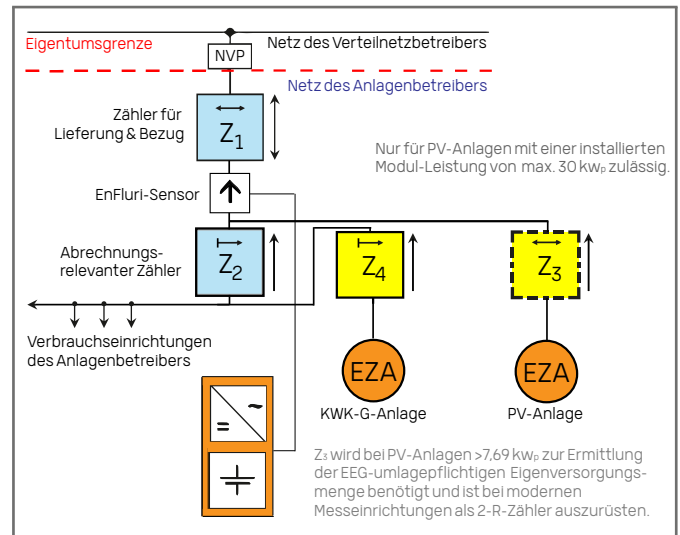 Eigentumsgrenze
Netz des Verteilnetzbetreibers
NVP
Netz des Anlagenbetreibers
Zähler für
Lieferung & Bezug
Z1
Nur für PV-Anlagen mit einer installierten
Modul-Leistung von max. 30 kwp zulässig.
EnFluri-Sensor
Abrechnungs-
relevanter Zähler
Z2
Z4
Z3
Verbrauchseinrichtungen
des Anlagenbetreibers
EZA
EZA
KWK-G-Anlage
PV-Anlage
Z3 wird bei PV-Anlagen >7,69 kwp zur Ermittlung
der EEG-umlagepflichtigen Eigenversorgungs-
menge benötigt und ist bei modernen
Messeinrichtungen als 2-R-Zähler auszurüsten.